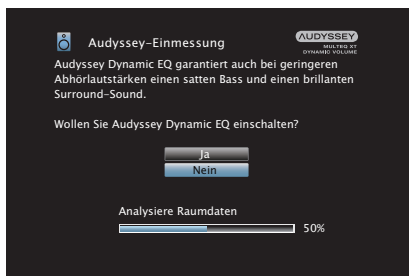 Audyssey-Einmessung
AUDYSSEY
MULTEQ XT
DYNAMIC VOLUME
Audyssey Dynamic EQ garantiert auch bei geringeren
Abhörlautstärken einen satten Bass und einen brillanten
Surround-Sound.
Wollen Sie Audyssey Dynamic EQ einschalten?
Ja
Nein
Analysiere Raumdaten
50%